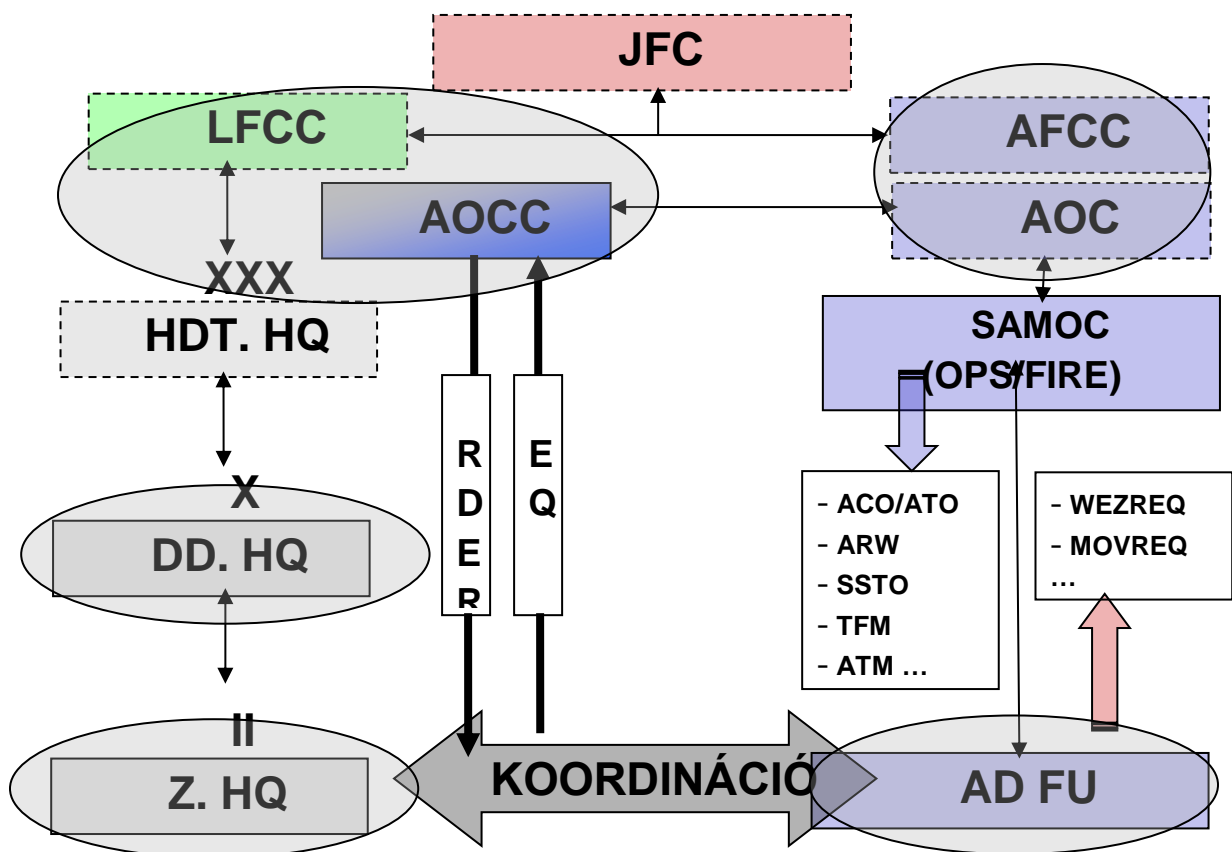 JFC
LFCC
AFCC
AOCC
AOC
XXX
HDT. HQ
SAMOC
(OPS/FIRE)
R
D
E
R
E
Q
- ACO/ATO
- ARW
- SSTO
- TFM
- ATM ...
- WEZREQ
- MOVREQ
...
X
DD. HQ
II
Z. HQ
KOORDINÁCIÓ
AD FU